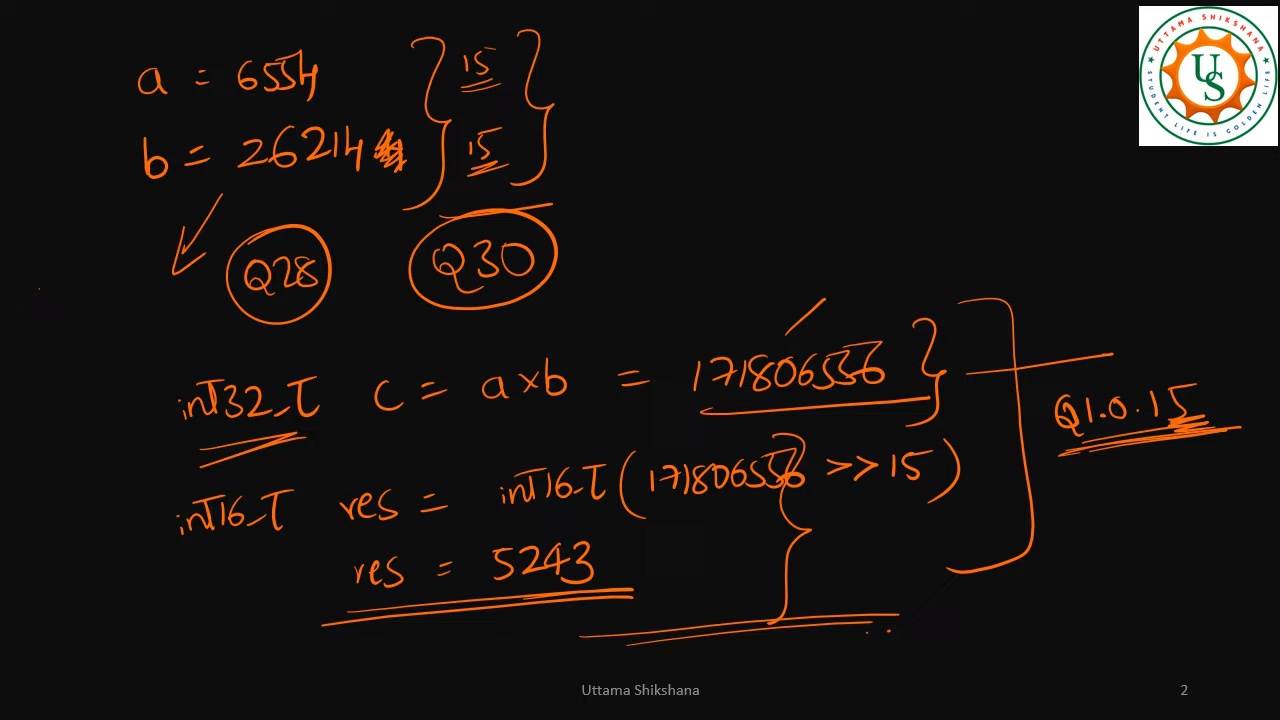 a = 6554 } 15 }
b = 26214 } 15 }
Q28 Q30
int32_t c = a×b = 171806556 }
Q1.0.15
int16_t res = int16_t (171806556 >> 15)
res = 5243
UTTAMA SHIKSHANA
US
STUDENT LIFE IS GOLDEN LIFE
Uttama Shikshana
2